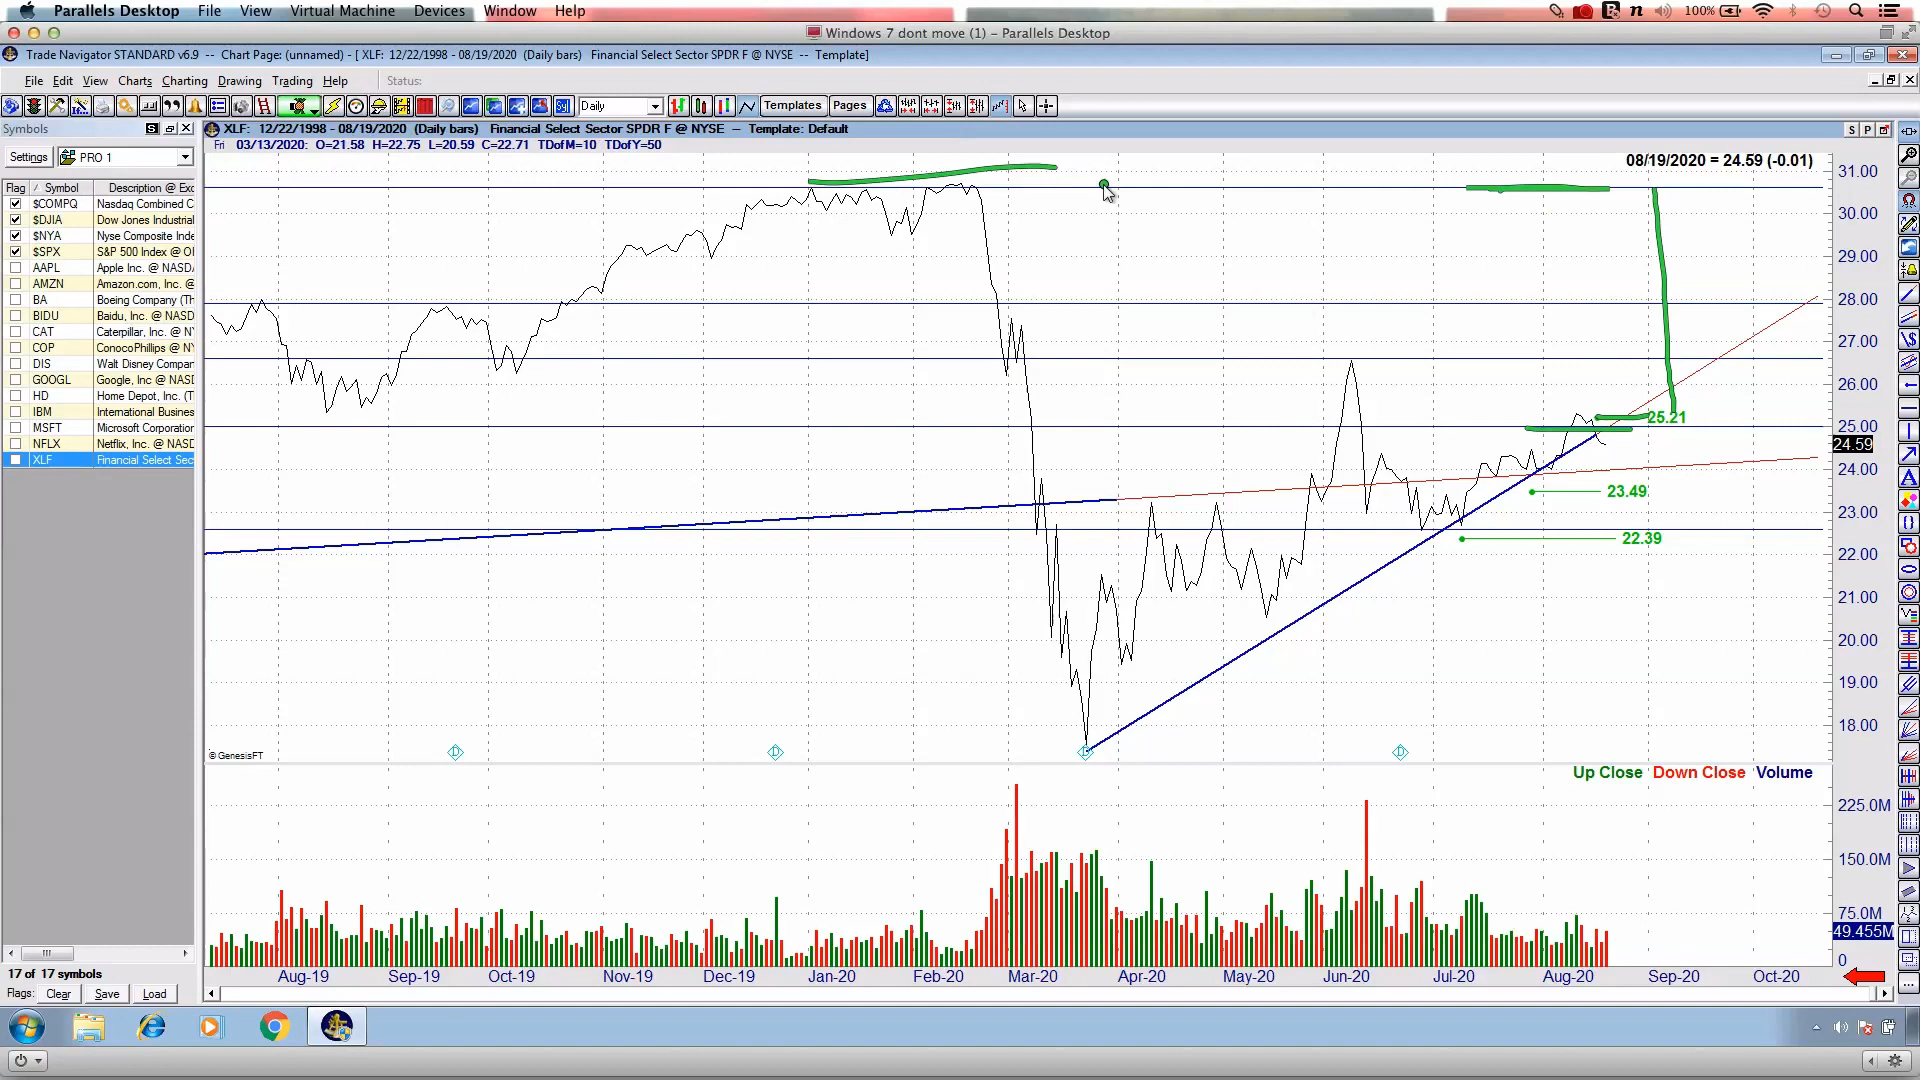 Parallels Desktop File View Virtual Machine Devices Window Help 100%
Windows 7 dont move (1) - Parallels Desktop
Trade Navigator STANDARD v6.9 -- Chart Page: (unnamed) - [ XLF: 12/22/1998 - 08/19/2020 (Daily bars) Financial Select Sector SPDR F @ NYSE -- Template]
File Edit View Charts Charting Drawing Trading Help Status:
Daily Templates Pages
Symbols
XLF: 12/22/1998 - 08/19/2020 (Daily bars) Financial Select Sector SPDR F @ NYSE -- Template: Default
S P
Fri 03/13/2020: O=21.58 H=22.75 L=20.59 C=22.71 TDofM=10 TDofY=50
Settings PRO 1
08/19/2020 = 24.59 (-0.01)
Flag Symbol Description @ Exc
$COMPQ Nasdaq Combined C
$DJIA Dow Jones Industrial
$NYA Nyse Composite Inde
$SPX S&P 500 Index @ O
AAPL Apple Inc. @ NASD
AMZN Amazon.com, Inc. @
BA Boeing Company (Th
BIDU Baidu, Inc. @ NASD
CAT Caterpillar, Inc. @ N
COP ConocoPhillips @ NY
DIS Walt Disney Compan
GOOGL Google, Inc @ NASD
HD Home Depot, Inc. (T
IBM International Busines
MSFT Microsoft Corporation
NFLX Netflix, Inc. @ NASD
XLF Financial Select Sec
31.00
30.00
29.00
28.00
27.00
26.00
25.21
25.00
24.59
24.00
23.49
23.00
22.39
22.00
21.00
20.00
19.00
18.00
D D D D
© GenesisFT
Up Close Down Close Volume
225.0M
150.0M
75.0M
49.455M
0
Aug-19 Sep-19 Oct-19 Nov-19 Dec-19 Jan-20 Feb-20 Mar-20 Apr-20 May-20 Jun-20 Jul-20 Aug-20 Sep-20 Oct-20
17 of 17 symbols
Flags: Clear Save Load